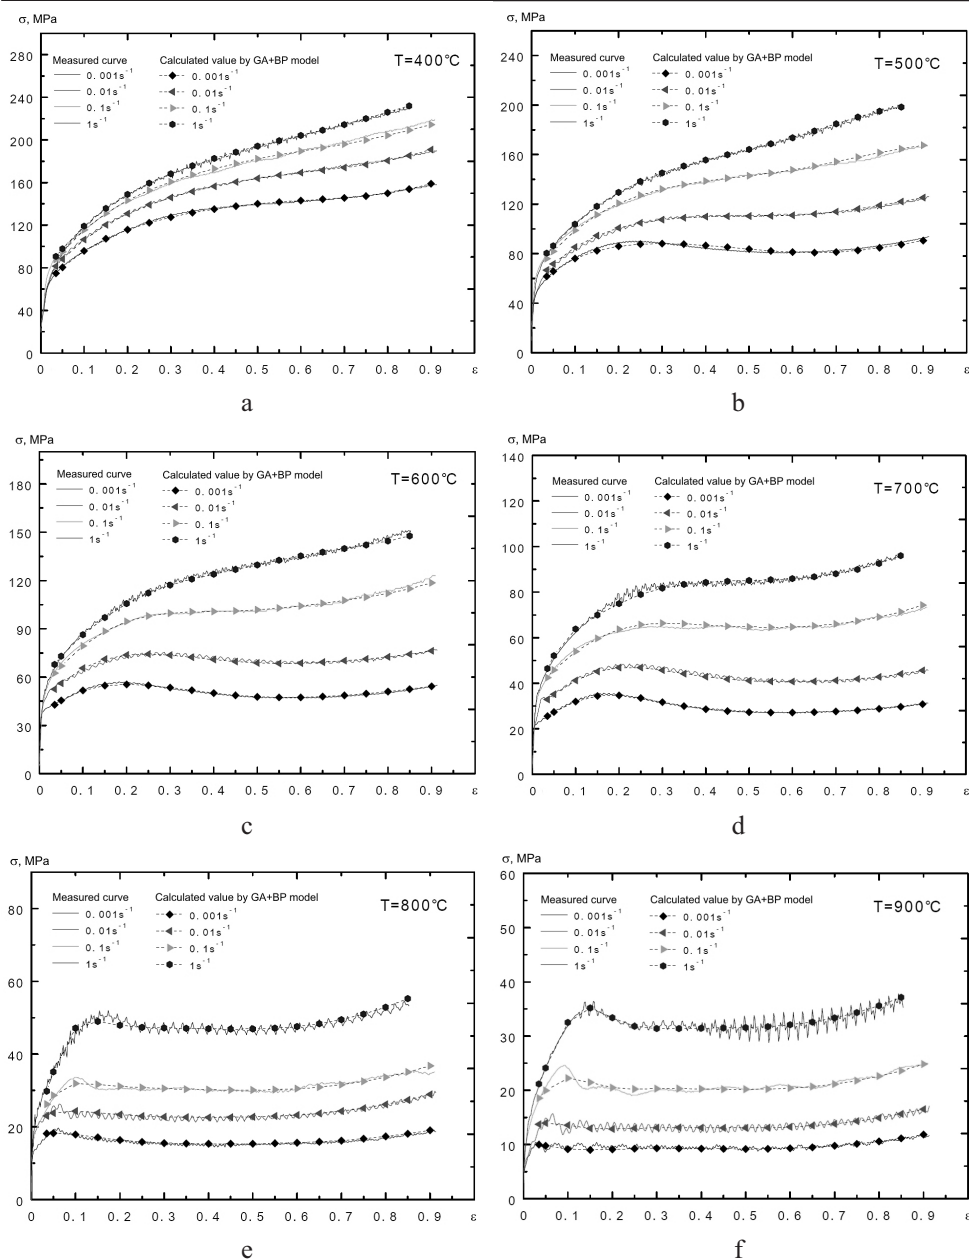 σ, MPa
280
240
200
160
120
80
40
0
0 0.1 0.2 0.3 0.4 0.5 0.6 0.7 0.8 0.9 ε
Measured curve Calculated value by GA+BP model
0.001s⁻¹ 0.001s⁻¹
0.01s⁻¹ 0.01s⁻¹
0.1s⁻¹ 0.1s⁻¹
1s⁻¹ 1s⁻¹
T=400℃
a
σ, MPa
240
200
160
120
80
40
0
0 0.1 0.2 0.3 0.4 0.5 0.6 0.7 0.8 0.9 ε
Measured curve Calculated value by GA+BP model
0.001s⁻¹ 0.001s⁻¹
0.01s⁻¹ 0.01s⁻¹
0.1s⁻¹ 0.1s⁻¹
1s⁻¹ 1s⁻¹
T=500℃
b
σ, MPa
180
150
120
90
60
30
0
0 0.1 0.2 0.3 0.4 0.5 0.6 0.7 0.8 0.9 ε
Measured curve Calculated value by GA+BP model
0.001s⁻¹ 0.001s⁻¹
0.01s⁻¹ 0.01s⁻¹
0.1s⁻¹ 0.1s⁻¹
1s⁻¹ 1s⁻¹
T=600℃
c
σ, MPa
140
120
100
80
60
40
20
0
0 0.1 0.2 0.3 0.4 0.5 0.6 0.7 0.8 0.9 ε
Measured curve Calculated value by GA+BP model
0.001s⁻¹ 0.001s⁻¹
0.01s⁻¹ 0.01s⁻¹
0.1s⁻¹ 0.1s⁻¹
1s⁻¹ 1s⁻¹
T=700℃
d
σ, MPa
80
60
40
20
0
0 0.1 0.2 0.3 0.4 0.5 0.6 0.7 0.8 0.9 ε
Measured curve Calculated value by GA+BP model
0.001s⁻¹ 0.001s⁻¹
0.01s⁻¹ 0.01s⁻¹
0.1s⁻¹ 0.1s⁻¹
1s⁻¹ 1s⁻¹
T=800℃
e
σ, MPa
60
50
40
30
20
10
0
0 0.1 0.2 0.3 0.4 0.5 0.6 0.7 0.8 0.9 ε
Measured curve Calculated value by GA+BP model
0.001s⁻¹ 0.001s⁻¹
0.01s⁻¹ 0.01s⁻¹
0.1s⁻¹ 0.1s⁻¹
1s⁻¹ 1s⁻¹
T=900℃
f